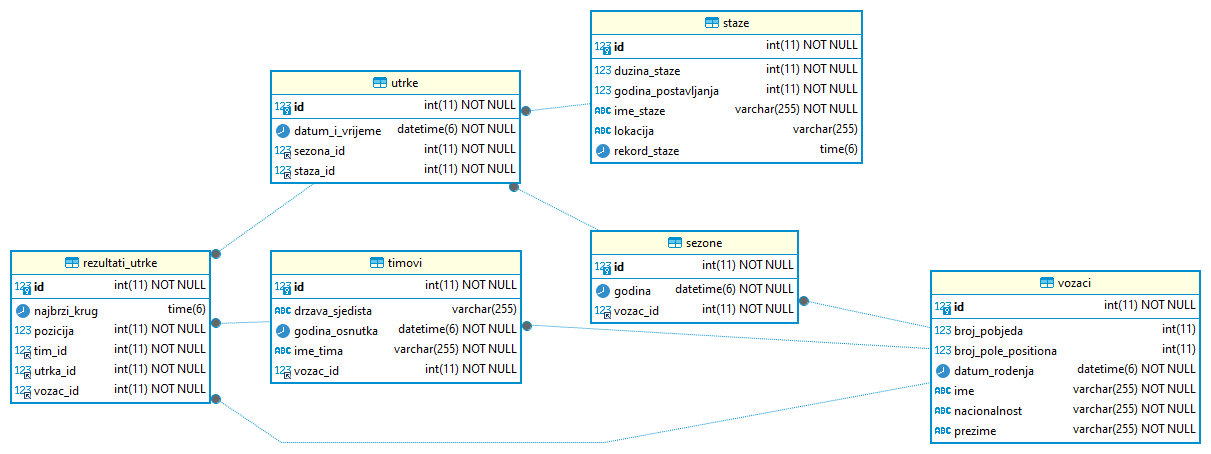 staze
123 id int(11) NOT NULL
123 duzina_staze int(11) NOT NULL
123 godina_postavljanja int(11) NOT NULL
ABC ime_staze varchar(255) NOT NULL
ABC lokacija varchar(255)
rekord_staze time(6)
utrke
123 id int(11) NOT NULL
datum_i_vrijeme datetime(6) NOT NULL
123 sezona_id int(11) NOT NULL
123 staza_id int(11) NOT NULL
sezone
123 id int(11) NOT NULL
godina datetime(6) NOT NULL
123 vozac_id int(11) NOT NULL
rezultati_utrke
123 id int(11) NOT NULL
najbrzi_krug time(6)
123 pozicija int(11) NOT NULL
123 tim_id int(11) NOT NULL
123 utrka_id int(11) NOT NULL
123 vozac_id int(11) NOT NULL
timovi
123 id int(11) NOT NULL
ABC drzava_sjedista varchar(255)
godina_osnutka datetime(6) NOT NULL
ABC ime_tima varchar(255) NOT NULL
123 vozac_id int(11) NOT NULL
vozaci
123 id int(11) NOT NULL
123 broj_pobjeda int(11)
123 broj_pole_positiona int(11)
datum_rodenja datetime(6) NOT NULL
ABC ime varchar(255) NOT NULL
ABC nacionalnost varchar(255) NOT NULL
ABC prezime varchar(255) NOT NULL